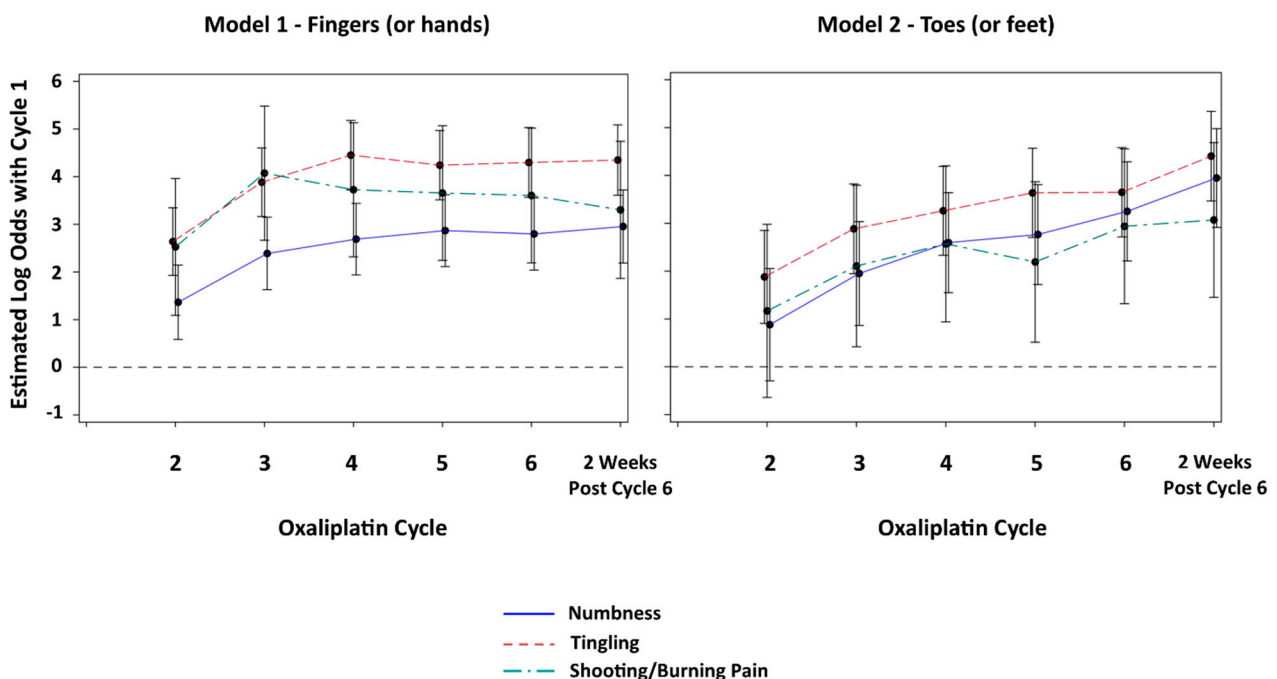 Model 1 - Fingers (or hands)
Model 2 - Toes (or feet)
Estimated Log Odds with Cycle 1
6
5
4
3
2
1
0
-1
2 3 4 5 6 2 Weeks
Post Cycle 6
2 3 4 5 6 2 Weeks
Post Cycle 6
Oxaliplatin Cycle
Oxaliplatin Cycle
Numbness
Tingling
Shooting/Burning Pain